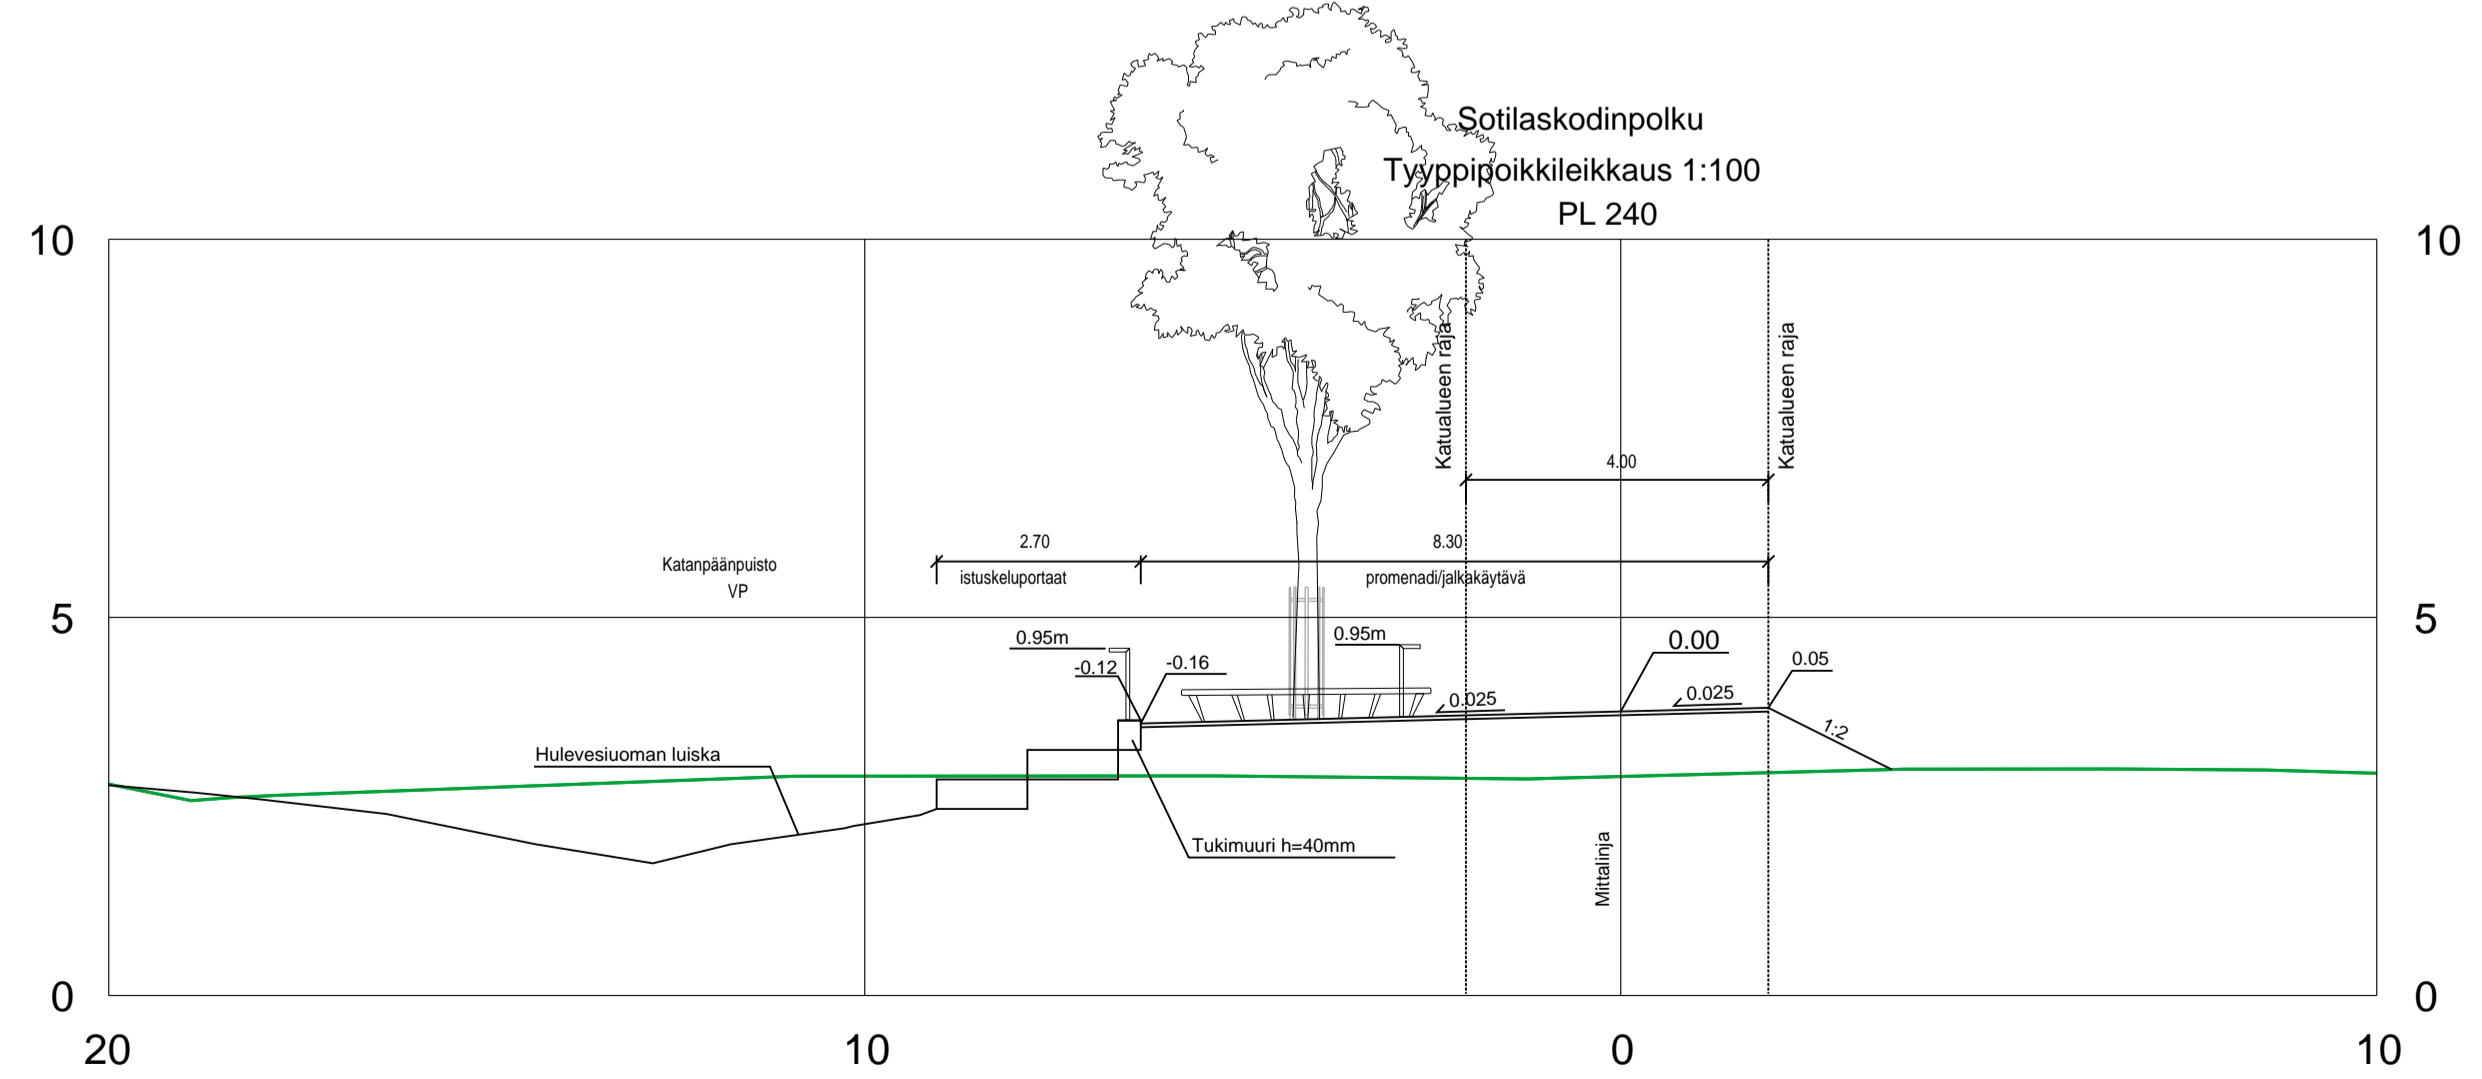 Sotilaskodinpolku
Tyyppipoikkileikkaus 1:100
PL 240
10
10
Katualueen raja
Katualueen raja
4.00
2.70
8.30
Katanpäänpuisto
VP
istuskeluportaat
promenadi/jalkakäytävä
5
5
0.95m
0.95m
0.00
-0.12
-0.16
0.05
0.025
0.025
1:2
Hulevesiuoman luiska
Tukimuuri h=40mm
Mittalinja
0
0
20
10
0
10